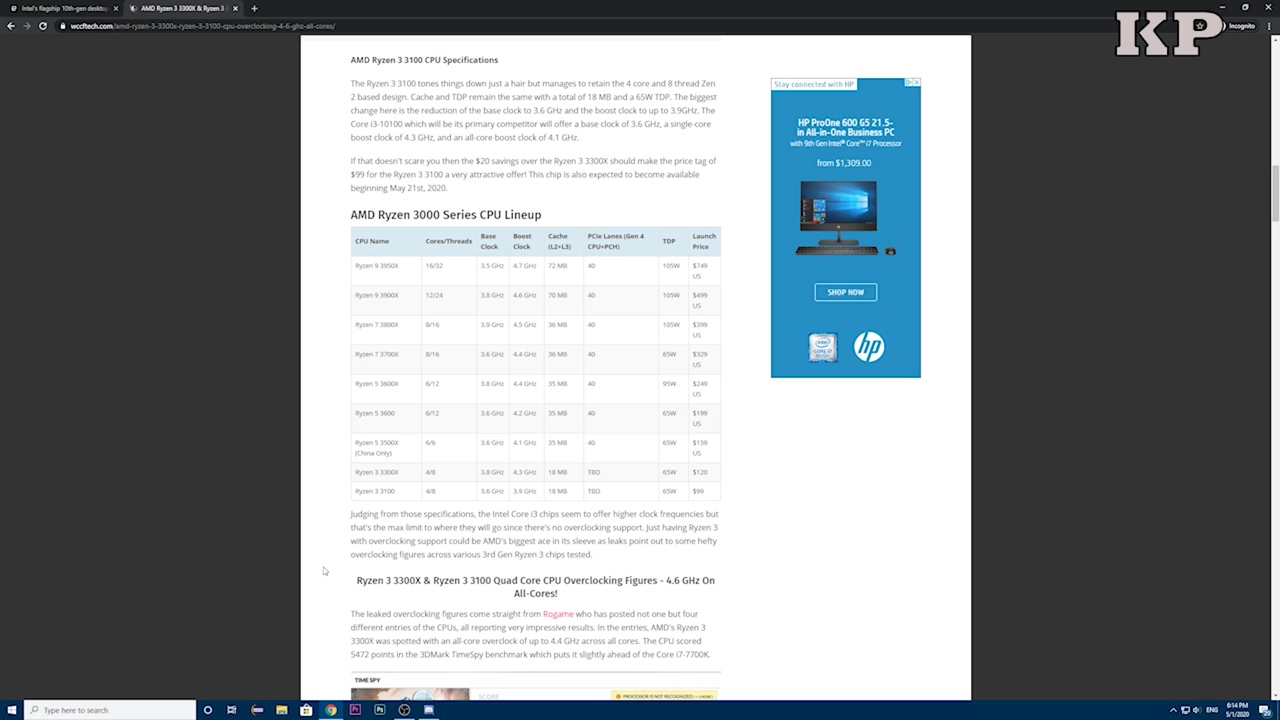 Intel's flagship 10th-gen desktop
AMD Ryzen 3 3300X & Ryzen 3
KP
wccftech.com/amd-ryzen-3-3300x-ryzen-3-3100-cpu-overclocking-4-6-ghz-all-cores/
Incognito
AMD Ryzen 3 3100 CPU Specifications
The Ryzen 3 3100 tones things down just a hair but manages to retain the 4 core and 8 thread Zen
2 based design. Cache and TDP remain the same with a total of 18 MB and a 65W TDP. The biggest
change here is the reduction of the base clock to 3.6 GHz and the boost clock to up to 3.9GHz. The
Core i3-10100 which will be its primary competitor will offer a base clock of 3.6 GHz, a single-core
boost clock of 4.3 GHz, and an all-core boost clock of 4.1 GHz.
If that doesn't scare you then the $20 savings over the Ryzen 3 3300X should make the price tag of
$99 for the Ryzen 3 3100 a very attractive offer! This chip is also expected to become available
beginning May 21st, 2020.
AMD Ryzen 3000 Series CPU Lineup
CPU Name Cores/Threads Base Clock Boost Clock Cache (L2+L3) PCIe Lanes (Gen 4 CPU+PCH) TDP Launch Price
Ryzen 9 3950X 16/32 3.5 GHz 4.7 GHz 72 MB 40 105W $749 US
Ryzen 9 3900X 12/24 3.8 GHz 4.6 GHz 70 MB 40 105W $499 US
Ryzen 7 3800X 8/16 3.9 GHz 4.5 GHz 36 MB 40 105W $399 US
Ryzen 7 3700X 8/16 3.6 GHz 4.4 GHz 36 MB 40 65W $329 US
Ryzen 5 3600X 6/12 3.8 GHz 4.4 GHz 35 MB 40 95W $249 US
Ryzen 5 3600 6/12 3.6 GHz 4.2 GHz 35 MB 40 65W $199 US
Ryzen 5 3500X (China Only) 6/6 3.6 GHz 4.1 GHz 35 MB 40 65W $159 US
Ryzen 3 3300X 4/8 3.8 GHz 4.3 GHz 18 MB TBD 65W $120
Ryzen 3 3100 4/8 3.6 GHz 3.9 GHz 18 MB TBD 65W $99
Judging from those specifications, the Intel Core i3 chips seem to offer higher clock frequencies but
that's the max limit to where they will go since there's no overclocking support. Just having Ryzen 3
with overclocking support could be AMD's biggest ace in its sleeve as leaks point out to some hefty
overclocking figures across various 3rd Gen Ryzen 3 chips tested.
Ryzen 3 3300X & Ryzen 3 3100 Quad Core CPU Overclocking Figures - 4.6 GHz On
All-Cores!
The leaked overclocking figures come straight from Rogame who has posted not one but four
different entries of the CPUs, all reporting very impressive results. In the entries, AMD's Ryzen 3
3300X was spotted with an all-core overclock of up to 4.4 GHz across all cores. The CPU scored
5472 points in the 3DMark TimeSpy benchmark which puts it slightly ahead of the Core i7-7700K.
TIME SPY
SCORE
PROCESSOR IS NOT RECOGNIZED
Stay connected with HP
HP ProOne 600 G5 21.5-
in All-in-One Business PC
with 9th Gen Intel® Core™ i7 Processor
from $1,309.00
SHOP NOW
intel
CORE i7
hp
Type here to search
Pr
Ps
ENG
6:14 PM
5/1/2020
20